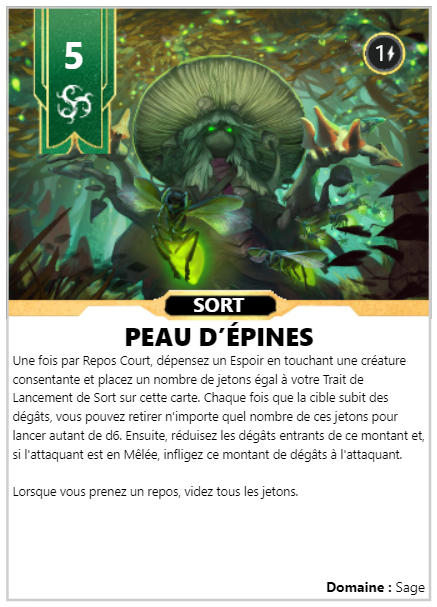 5
1
SORT
PEAU D’ÉPINES
Une fois par Repos Court, dépensez un Espoir en touchant une créature
consentante et placez un nombre de jetons égal à votre Trait de
Lancement de Sort sur cette carte. Chaque fois que la cible subit des
dégâts, vous pouvez retirer n’importe quel nombre de ces jetons pour
lancer autant de d6. Ensuite, réduisez les dégâts entrants de ce montant et,
si l'attaquant est en Mêlée, infligez ce montant de dégâts à l'attaquant.
Lorsque vous prenez un repos, videz tous les jetons.
Domaine : Sage